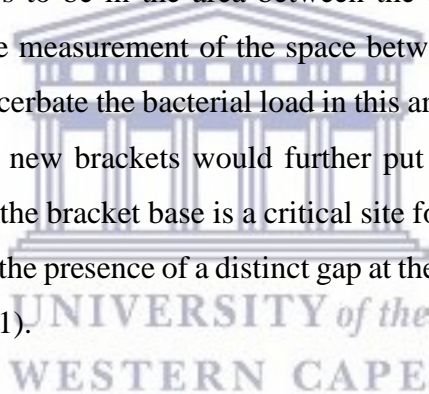 s to be in the area between the
e measurement of the space betw
cerbate the bacterial load in this ar
new brackets would further put
the bracket base is a critical site fo
the presence of a distinct gap at the
1).
UNIVERSITY of the
WESTERN CAPE